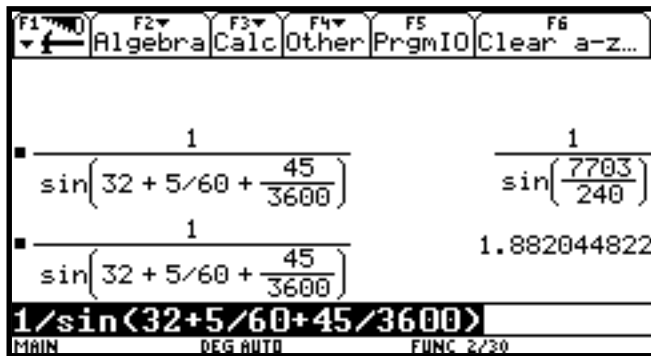 F1 F2 Algebra F3 Calc F4 Other F5 PrgmIO F6 Clear a-z…
1 / sin(32 + 5/60 + 45/3600)    1 / sin(7703/240)
1 / sin(32 + 5/60 + 45/3600)    1.882044822
1/sin(32+5/60+45/3600)
MAIN DEG AUTO FUNC 2/30